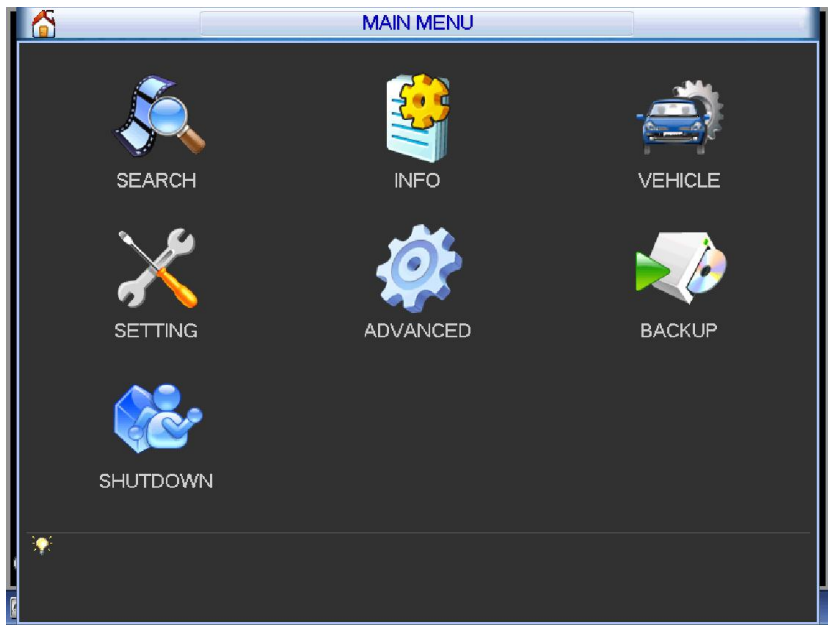 MAIN MENU
SEARCH
INFO
VEHICLE
SETTING
ADVANCED
BACKUP
SHUTDOWN